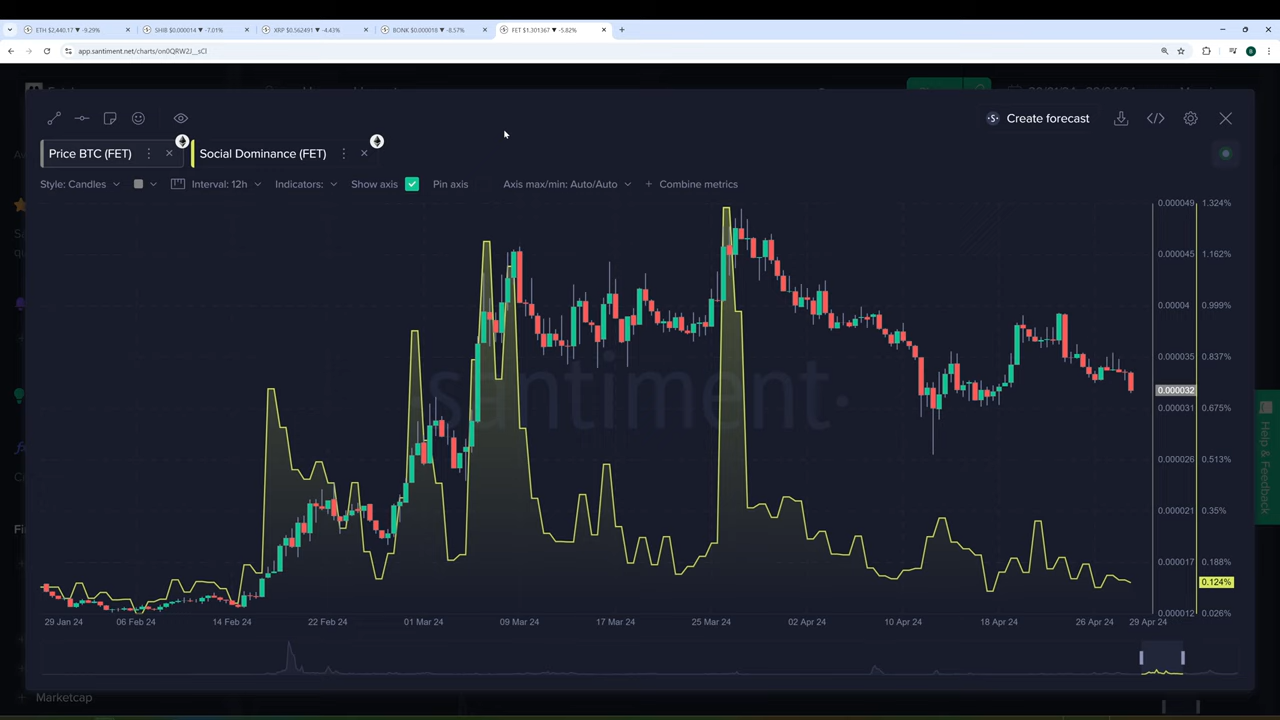 ETH $2,440.17 ▼ -9.29%
SHIB $0.000014 ▼ -7.01%
XRP $0.562491 ▼ -4.43%
BONK $0.000018 ▼ -8.57%
FET $1.301367 ▼ -5.82%
app.santiment.net/charts/on0QRW2J__sCl
Create forecast
Price BTC (FET)
Social Dominance (FET)
Style: Candles
Interval: 12h
Indicators:
Show axis
Pin axis
Axis max/min: Auto/Auto
+ Combine metrics
santiment
0.000049 1.324%
0.000045 1.162%
0.00004 0.999%
0.000035 0.837%
0.000032
0.000031 0.675%
0.000026 0.513%
0.000021 0.35%
0.000017 0.188%
0.124%
0.000012 0.026%
29 Jan 24
06 Feb 24
14 Feb 24
22 Feb 24
01 Mar 24
09 Mar 24
17 Mar 24
25 Mar 24
02 Apr 24
10 Apr 24
18 Apr 24
26 Apr 24
29 Apr 24
Help & Feedback
Marketcap